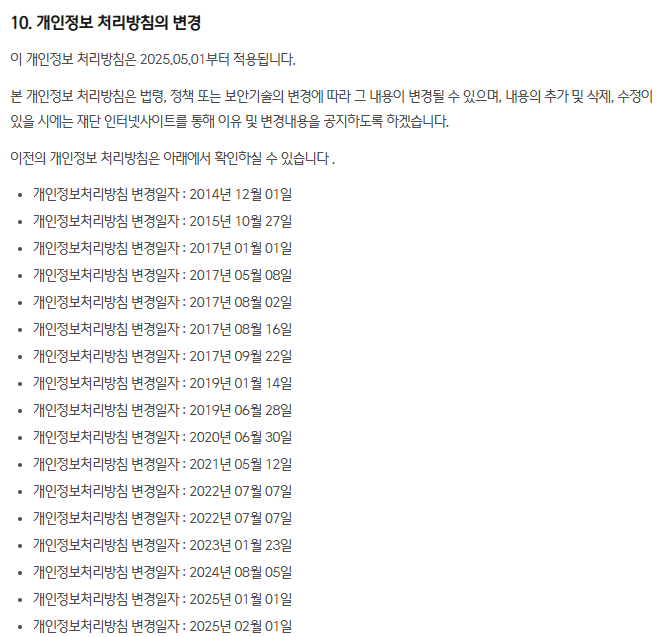 10. 개인정보 처리방침의 변경
이 개인정보 처리방침은 2025.05.01부터 적용됩니다.
본 개인정보 처리방침은 법령, 정책 또는 보안기술의 변경에 따라 그 내용이 변경될 수 있으며, 내용의 추가 및 삭제, 수정이
있을 시에는 재단 인터넷사이트를 통해 이유 및 변경내용을 공지하도록 하겠습니다.
이전의 개인정보 처리방침은 아래에서 확인하실 수 있습니다 .
• 개인정보처리방침 변경일자 : 2014년 12월 01일
• 개인정보처리방침 변경일자 : 2015년 10월 27일
• 개인정보처리방침 변경일자 : 2017년 01월 01일
• 개인정보처리방침 변경일자 : 2017년 05월 08일
• 개인정보처리방침 변경일자 : 2017년 08월 02일
• 개인정보처리방침 변경일자 : 2017년 08월 16일
• 개인정보처리방침 변경일자 : 2017년 09월 22일
• 개인정보처리방침 변경일자 : 2019년 01월 14일
• 개인정보처리방침 변경일자 : 2019년 06월 28일
• 개인정보처리방침 변경일자 : 2020년 06월 30일
• 개인정보처리방침 변경일자 : 2021년 05월 12일
• 개인정보처리방침 변경일자 : 2022년 07월 07일
• 개인정보처리방침 변경일자 : 2022년 07월 07일
• 개인정보처리방침 변경일자 : 2023년 01월 23일
• 개인정보처리방침 변경일자 : 2024년 08월 05일
• 개인정보처리방침 변경일자 : 2025년 01월 01일
• 개인정보처리방침 변경일자 : 2025년 02월 01일